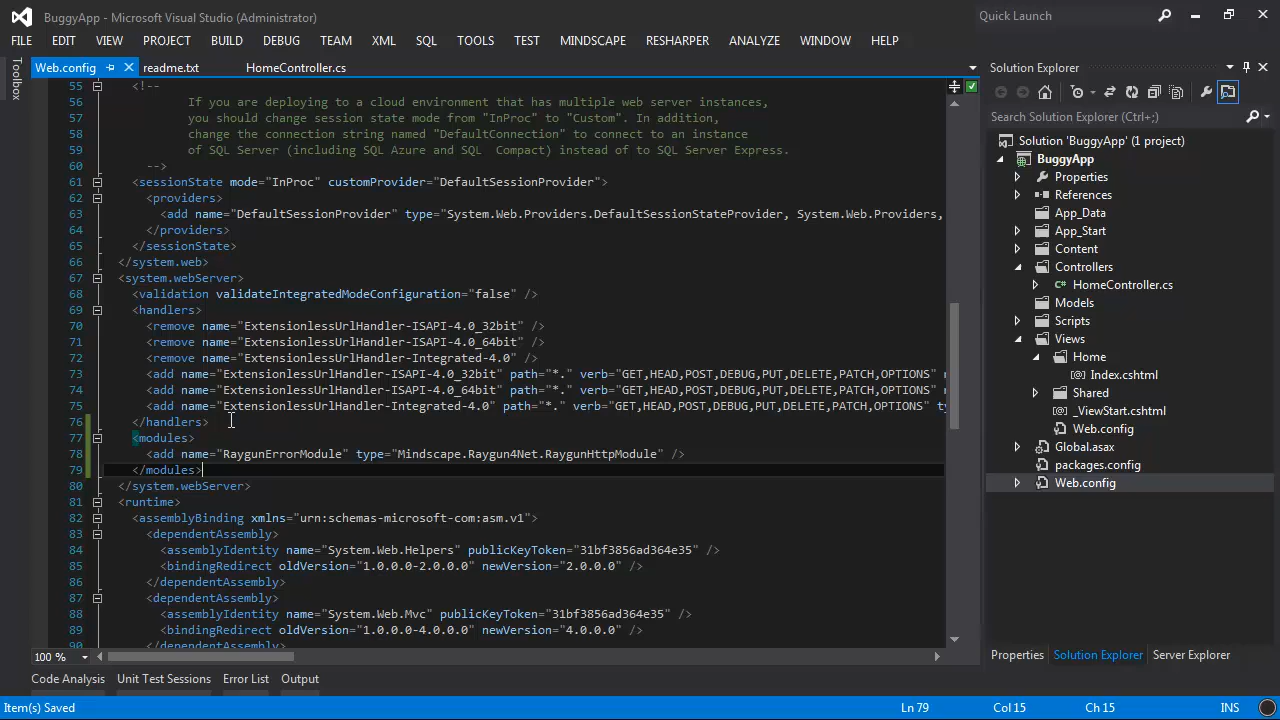 BuggyApp - Microsoft Visual Studio (Administrator)
Quick Launch
FILE EDIT VIEW PROJECT BUILD DEBUG TEAM XML SQL TOOLS TEST MINDSCAPE RESHARPER ANALYZE WINDOW HELP
Toolbox
Web.config readme.txt HomeController.cs
55 <!--
56 If you are deploying to a cloud environment that has multiple web server instances,
57 you should change session state mode from "InProc" to "Custom". In addition,
58 change the connection string named "DefaultConnection" to connect to an instance
59 of SQL Server (including SQL Azure and SQL  Compact) instead of to SQL Server Express.
60 -->
61 <sessionState mode="InProc" customProvider="DefaultSessionProvider">
62 <providers>
63 <add name="DefaultSessionProvider" type="System.Web.Providers.DefaultSessionStateProvider, System.Web.Providers,
64 </providers>
65 </sessionState>
66 </system.web>
67 <system.webServer>
68 <validation validateIntegratedModeConfiguration="false" />
69 <handlers>
70 <remove name="ExtensionlessUrlHandler-ISAPI-4.0_32bit" />
71 <remove name="ExtensionlessUrlHandler-ISAPI-4.0_64bit" />
72 <remove name="ExtensionlessUrlHandler-Integrated-4.0" />
73 <add name="ExtensionlessUrlHandler-ISAPI-4.0_32bit" path="*." verb="GET,HEAD,POST,DEBUG,PUT,DELETE,PATCH,OPTIONS"
74 <add name="ExtensionlessUrlHandler-ISAPI-4.0_64bit" path="*." verb="GET,HEAD,POST,DEBUG,PUT,DELETE,PATCH,OPTIONS"
75 <add name="ExtensionlessUrlHandler-Integrated-4.0" path="*." verb="GET,HEAD,POST,DEBUG,PUT,DELETE,PATCH,OPTIONS" ty
76 </handlers>
77 <modules>
78 <add name="RaygunErrorModule" type="Mindscape.Raygun4Net.RaygunHttpModule" />
79 </modules>
80 </system.webServer>
81 <runtime>
82 <assemblyBinding xmlns="urn:schemas-microsoft-com:asm.v1">
83 <dependentAssembly>
84 <assemblyIdentity name="System.Web.Helpers" publicKeyToken="31bf3856ad364e35" />
85 <bindingRedirect oldVersion="1.0.0.0-2.0.0.0" newVersion="2.0.0.0" />
86 </dependentAssembly>
87 <dependentAssembly>
88 <assemblyIdentity name="System.Web.Mvc" publicKeyToken="31bf3856ad364e35" />
89 <bindingRedirect oldVersion="1.0.0.0-4.0.0.0" newVersion="4.0.0.0" />
90 </dependentAssembly>
100 %
Solution Explorer
Search Solution Explorer (Ctrl+;)
Solution 'BuggyApp' (1 project)
BuggyApp
Properties
References
App_Data
App_Start
Content
Controllers
HomeController.cs
Models
Scripts
Views
Home
Index.cshtml
Shared
_ViewStart.cshtml
Web.config
Global.asax
packages.config
Web.config
Properties Solution Explorer Server Explorer
Code Analysis Unit Test Sessions Error List Output
Item(s) Saved Ln 79 Col 15 Ch 15 INS